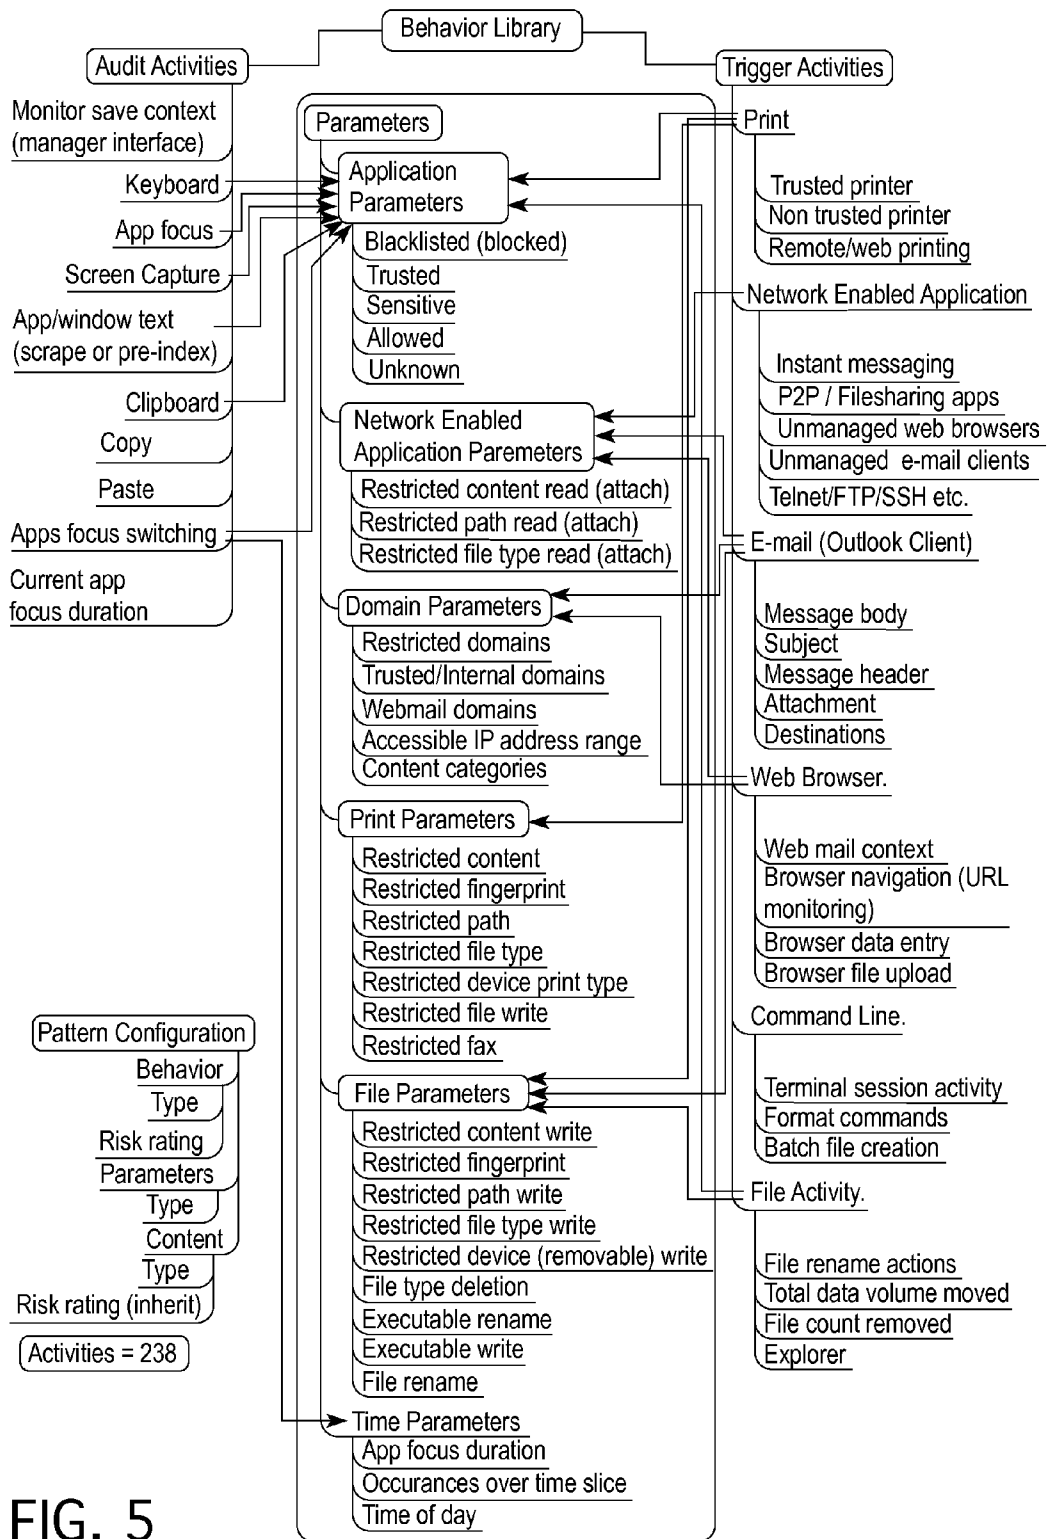 Behavior Library
Audit Activities
Monitor save context
(manager interface)
Keyboard
App focus
Screen Capture
App/window text
(scrape or pre-index)
Clipboard
Copy
Paste
Apps focus switching
Current app
focus duration
Pattern Configuration
Behavior
Type
Risk rating
Parameters
Type
Content
Type
Risk rating (inherit)
Activities = 238
Parameters
Application
Parameters
Blacklisted (blocked)
Trusted
Sensitive
Allowed
Unknown
Network Enabled
Application Paremeters
Restricted content read (attach)
Restricted path read (attach)
Restricted file type read (attach)
Domain Parameters
Restricted domains
Trusted/Internal domains
Webmail domains
Accessible IP address range
Content categories
Print Parameters
Restricted content
Restricted fingerprint
Restricted path
Restricted file type
Restricted device print type
Restricted file write
Restricted fax
File Parameters
Restricted content write
Restricted fingerprint
Restricted path write
Restricted file type write
Restricted device (removable) write
File type deletion
Executable rename
Executable write
File rename
Time Parameters
App focus duration
Occurances over time slice
Time of day
Trigger Activities
Print
Trusted printer
Non trusted printer
Remote/web printing
Network Enabled Application
Instant messaging
P2P / Filesharing apps
Unmanaged web browsers
Unmanaged e-mail clients
Telnet/FTP/SSH etc.
E-mail (Outlook Client)
Message body
Subject
Message header
Attachment
Destinations
Web Browser.
Web mail context
Browser navigation (URL
monitoring)
Browser data entry
Browser file upload
Command Line.
Terminal session activity
Format commands
Batch file creation
File Activity.
File rename actions
Total data volume moved
File count removed
Explorer
FIG. 5